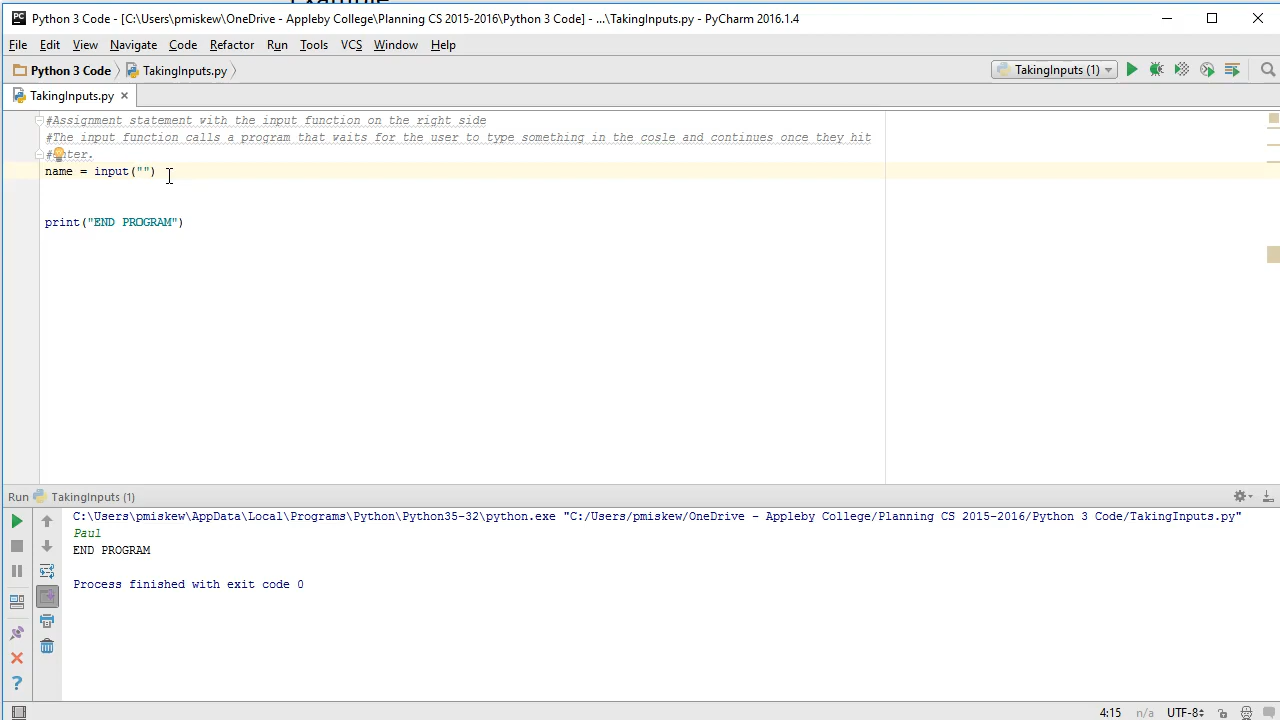 Example
Python 3 Code - [C:\Users\pmiskew\OneDrive - Appleby College\Planning CS 2015-2016\Python 3 Code] - ...\TakingInputs.py - PyCharm 2016.1.4
File Edit View Navigate Code Refactor Run Tools VCS Window Help
Python 3 Code TakingInputs.py TakingInputs (1)
TakingInputs.py
#Assignment statement with the input function on the right side
#The input function calls a program that waits for the user to type something in the cosle and continues once they hit
#nter.
name = input("")
print("END PROGRAM")
Run TakingInputs (1)
C:\Users\pmiskew\AppData\Local\Programs\Python\Python35-32\python.exe "C:/Users/pmiskew/OneDrive - Appleby College/Planning CS 2015-2016/Python 3 Code/TakingInputs.py"
Paul
END PROGRAM
Process finished with exit code 0
4:15 n/a UTF-8